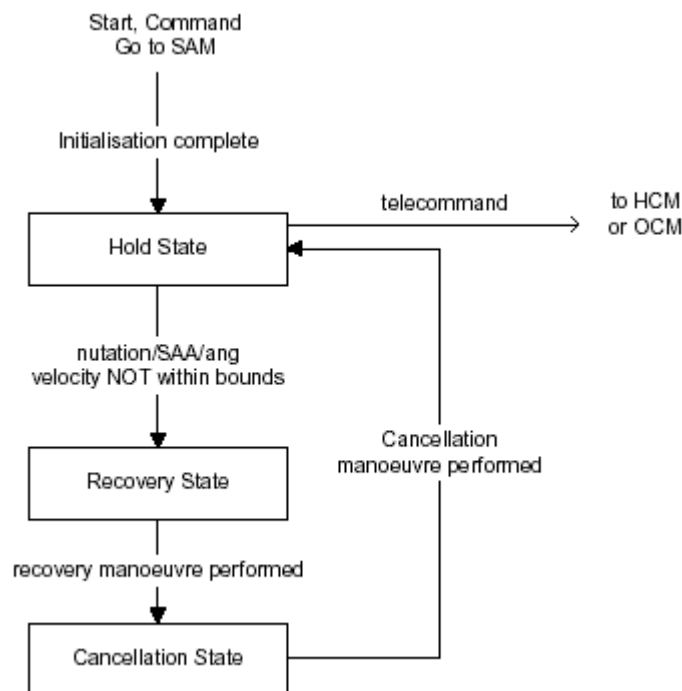 Start, Command
Go to SAM
Initialisation complete
telecommand
to HCM
or OCM
Hold State
nutation/SAA/ang
velocity NOT within bounds
Cancellation
manoeuvre performed
Recovery State
recovery manoeuvre performed
Cancellation State